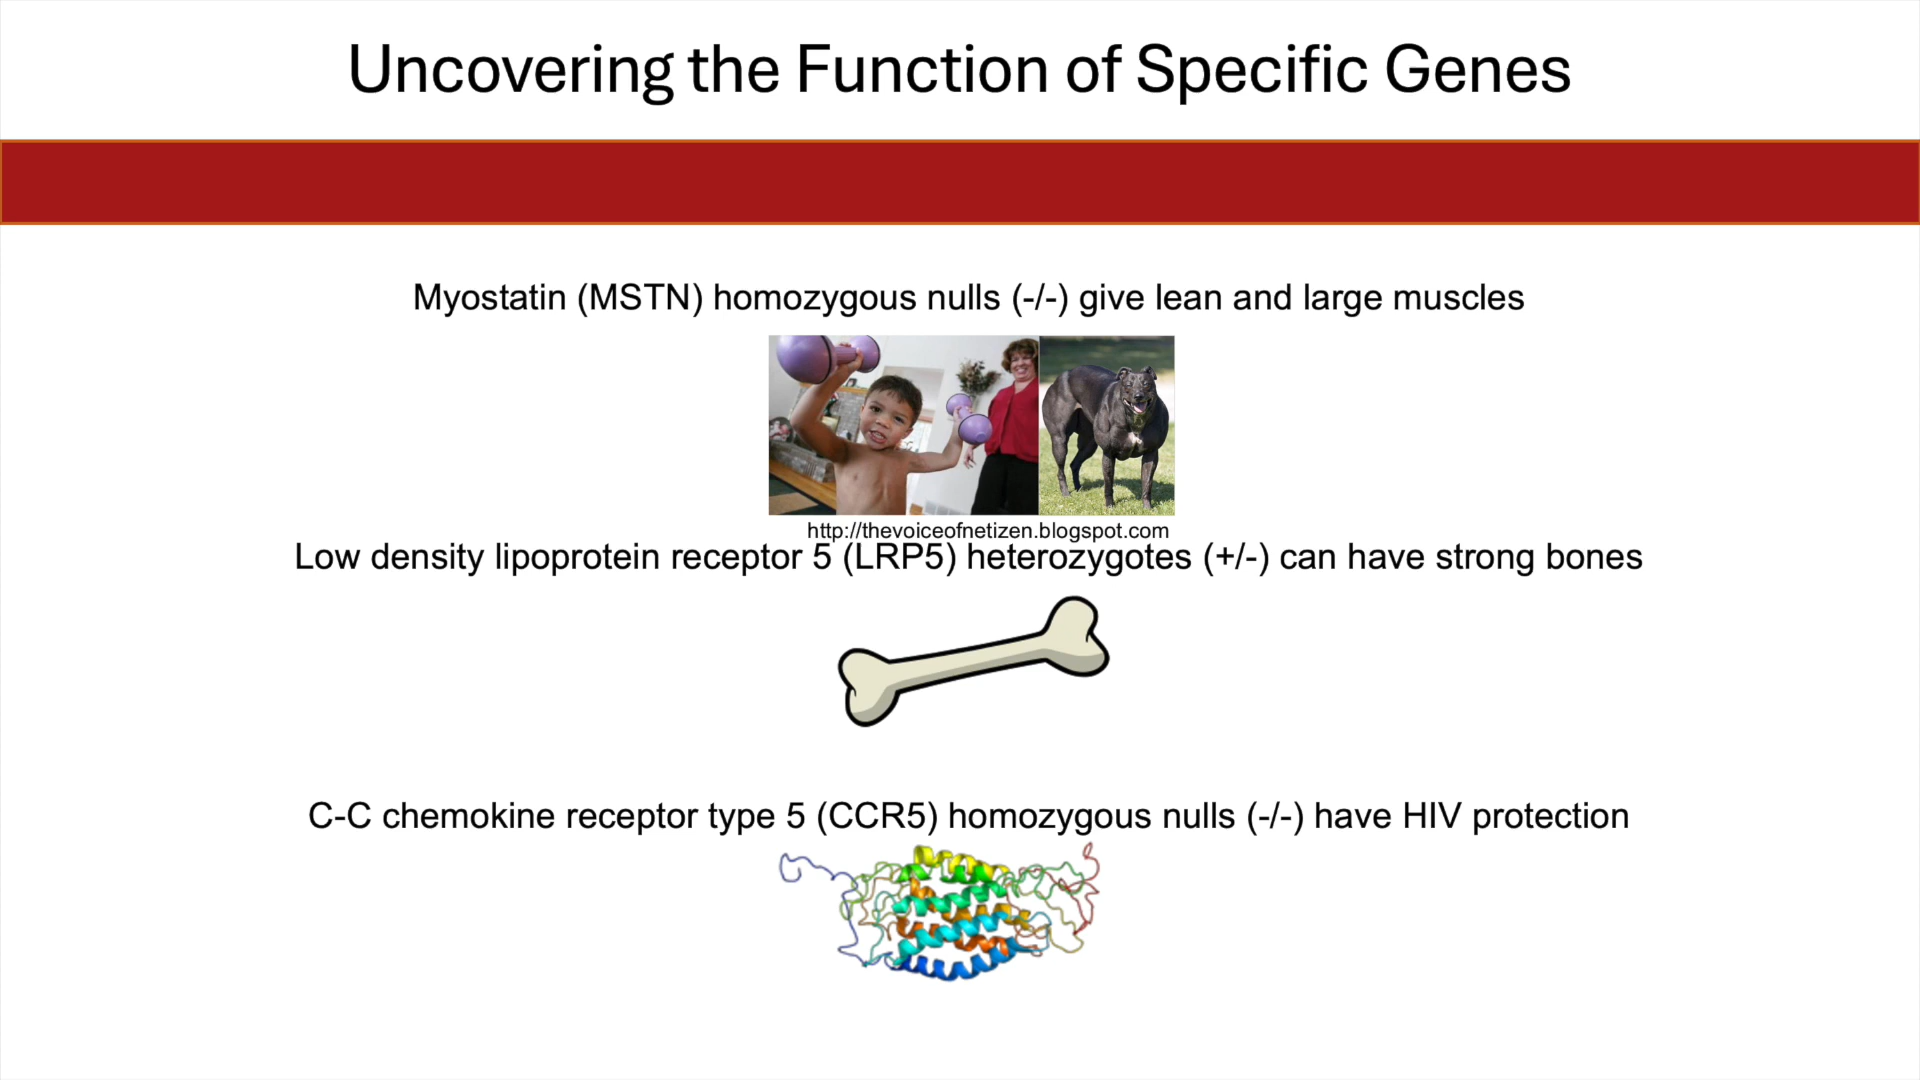 Uncovering the Function of Specific Genes
Myostatin (MSTN) homozygous nulls (-/-) give lean and large muscles
http://thevoiceofnetizen.blogspot.com
Low density lipoprotein receptor 5 (LRP5) heterozygotes (+/-) can have strong bones
C-C chemokine receptor type 5 (CCR5) homozygous nulls (-/-) have HIV protection